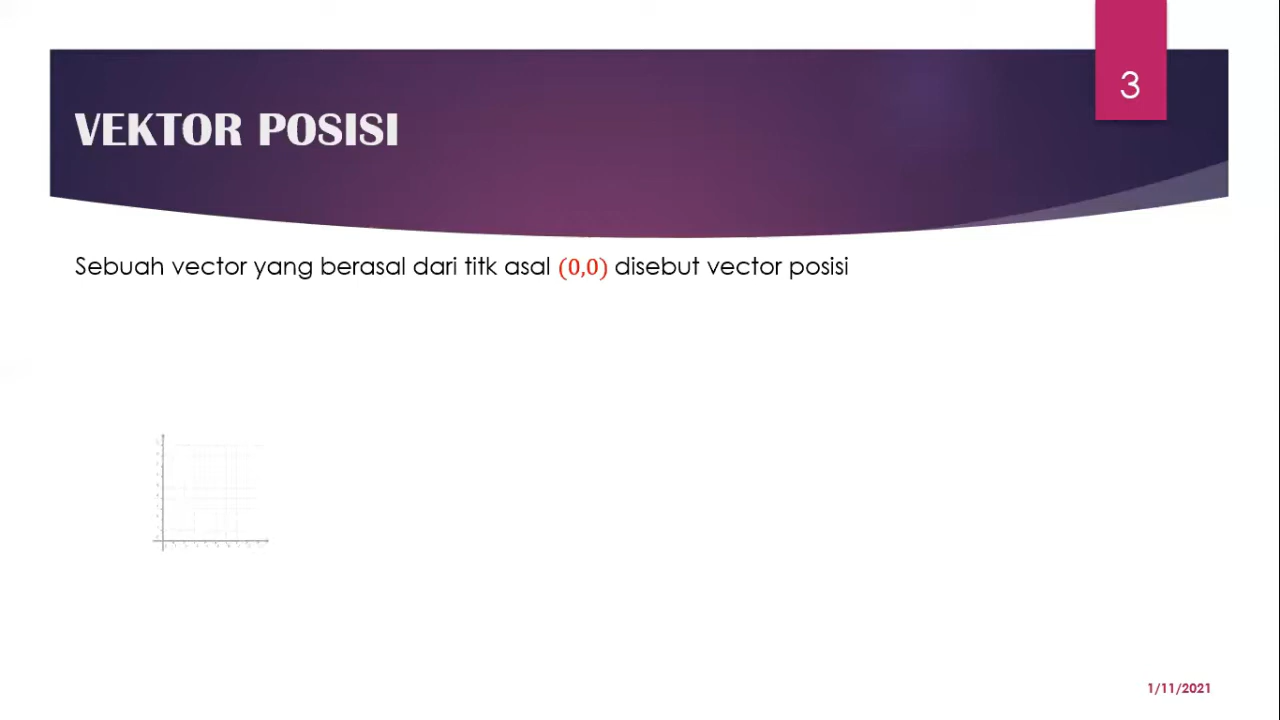 3
VEKTOR POSISI
Sebuah vector yang berasal dari titk asal (0,0) disebut vector posisi
1/11/2021